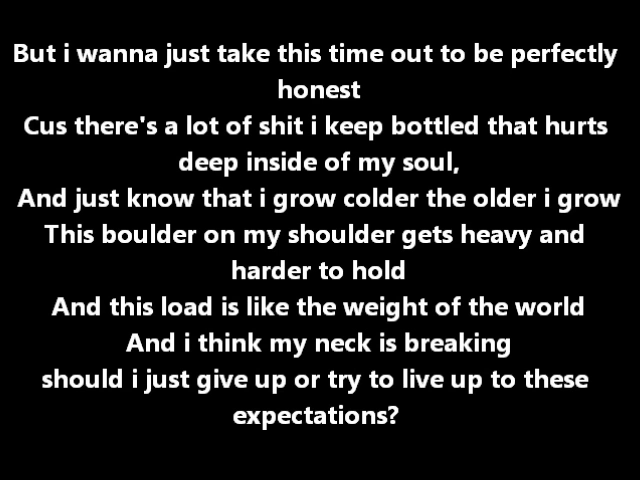 But i wanna just take this time out to be perfectly
honest
Cus there's a lot of shit i keep bottled that hurts
deep inside of my soul,
And just know that i grow colder the older i grow
This boulder on my shoulder gets heavy and
harder to hold
And this load is like the weight of the world
And i think my neck is breaking
should i just give up or try to live up to these
expectations?